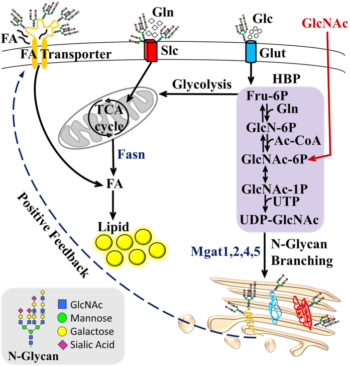 Gln
Glc
GlcNAc
FA
FA Transporter
Slc
Glut
HBP
Glycolysis
Fru-6P
Gln
GlcN-6P
Ac-CoA
GlcNAc-6P
GlcNAc-1P
UTP
UDP-GlcNAc
TCA
cycle
Fasn
FA
Lipid
Mgat1,2,4,5
N-Glycan
Branching
Positive Feedback
GlcNAc
Mannose
Galactose
Sialic Acid
N-Glycan